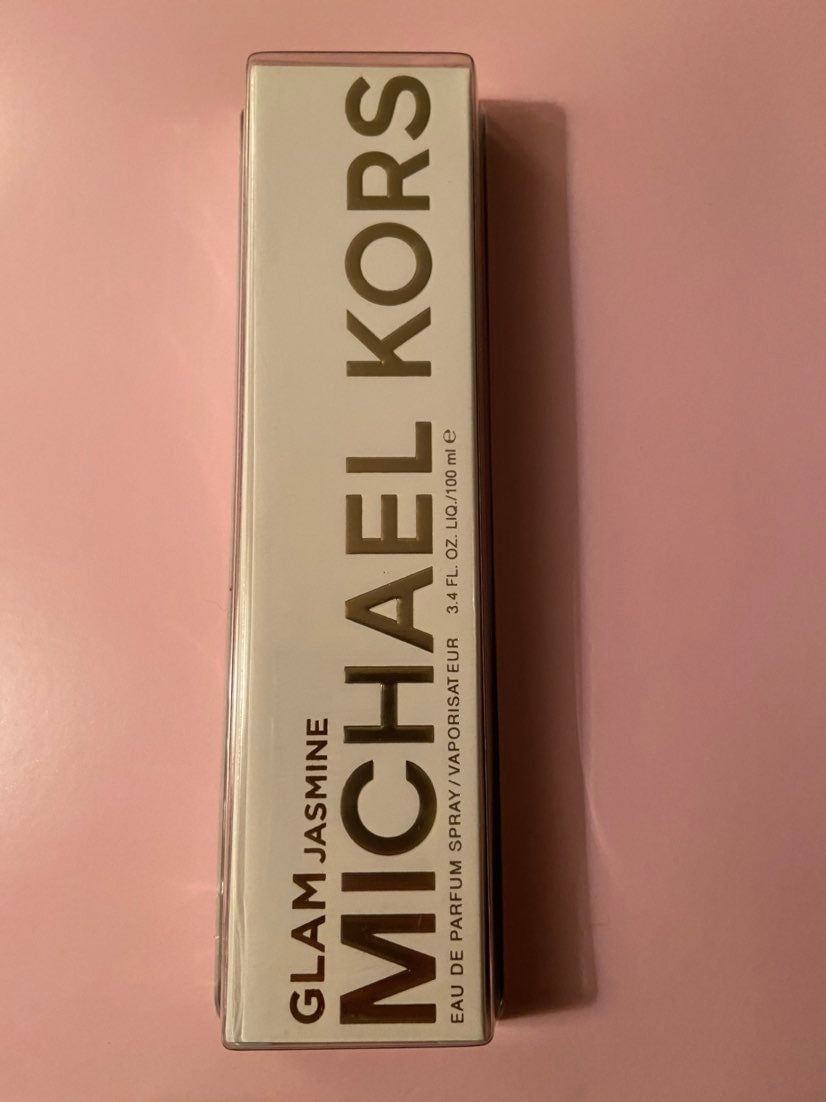 GLAM JASMINE
MICHAEL KORS
EAU DE PARFUM SPRAY/VAPORISATEUR 3.4 FL. OZ. LIQ./100 ml ℮